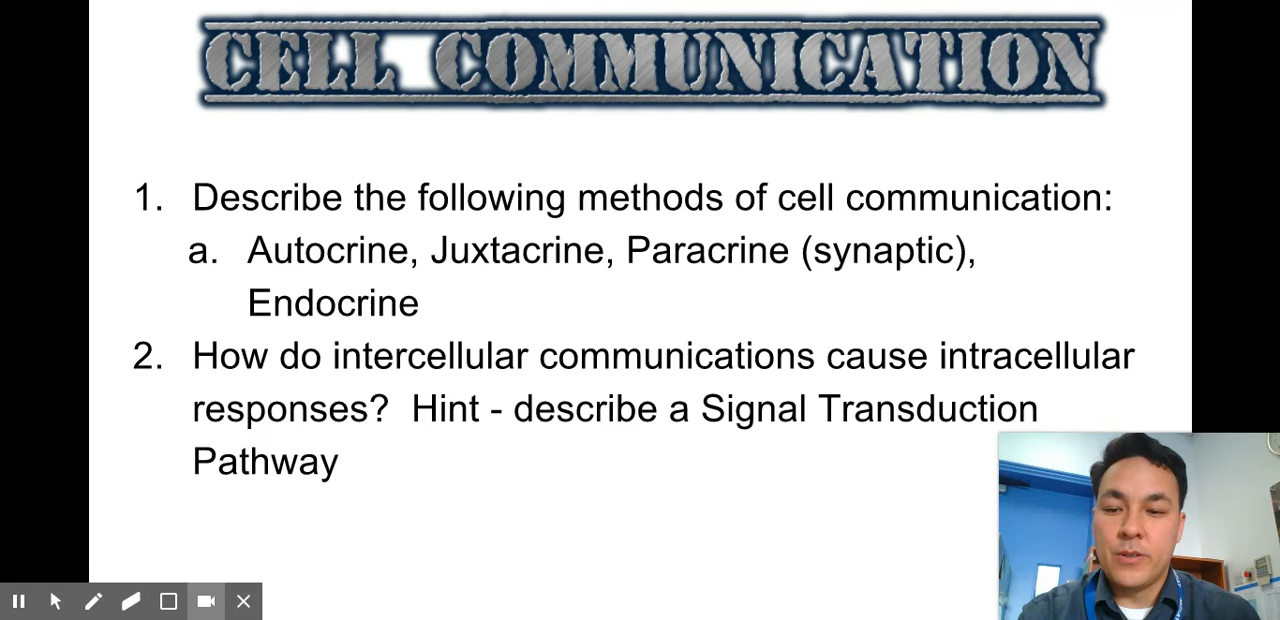 CELL COMMUNICATION
1. Describe the following methods of cell communication:
a. Autocrine, Juxtacrine, Paracrine (synaptic),
Endocrine
2. How do intercellular communications cause intracellular
responses? Hint - describe a Signal Transduction
Pathway